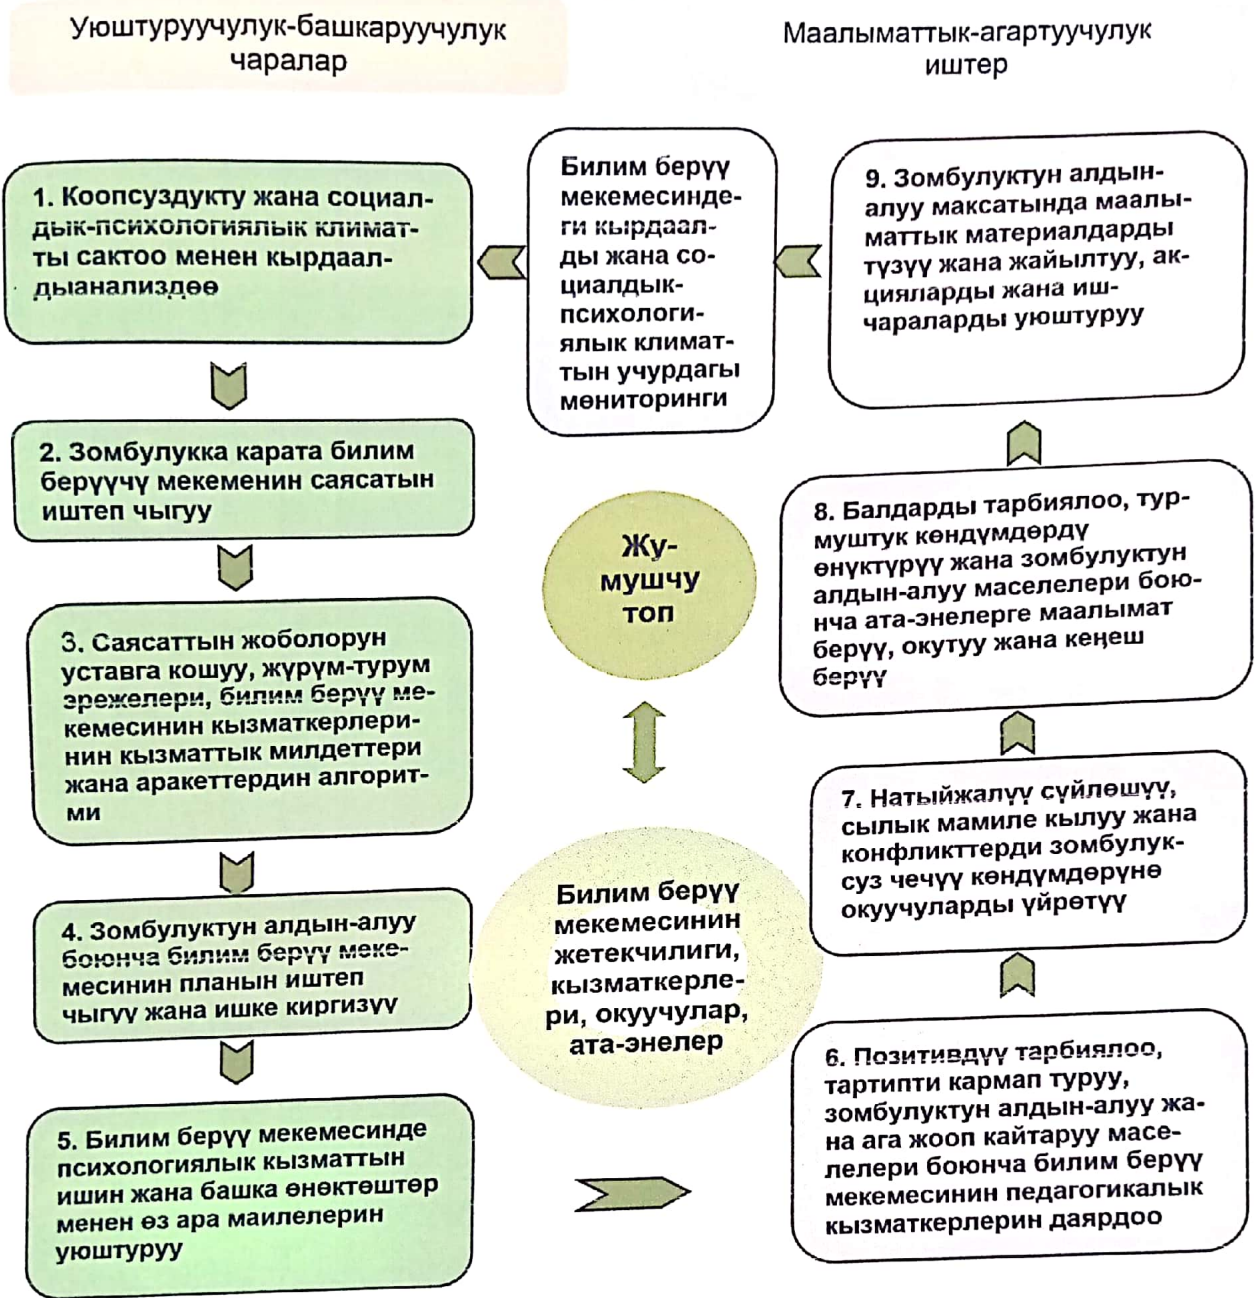 Уюштуруучулук-башкаруучулук
чаралар
Маалыматтык-агартуучулук
иштер
1. Коопсуздукту жана социал-
дык-психологиялык климат-
ты сактоо менен кырдаал-
дыанализдөө
2. Зомбулукка карата билим
берүүчү мекеменин саясатын
иштеп чыгуу
3. Саясаттын жоболорун
уставга кошуу, жүрүм-турум
эрежелери, билим берүү ме-
кемесинин кызматкерлери-
нин кызматтык милдеттери
жана аракеттердин алгорит-
ми
4. Зомбулуктун алдын-алуу
боюнча билим берүү меке-
месинин планын иштеп
чыгуу жана ишке киргизүү
5. Билим берүү мекемесинде
психологиялык кызматтын
ишин жана башка өнөктөштөр
менен өз ара маилелерин
уюштуруу
Билим берүү
мекемесинде-
ги кырдаал-
ды жана со-
циалдык-
психологи-
ялык климат-
тын учурдагы
мөниторинги
Жу-
мушчу
топ
Билим берүү
мекемесинин
жетекчилиги,
кызматкерле-
ри, окуучулар,
ата-энелер
9. Зомбулуктун алдын-
алуу максатында маалы-
маттык материалдарды
түзүү жана жайылтуу, ак-
цияларды жана иш-
чараларды уюштуруу
8. Балдарды тарбиялоо, тур-
муштук көндүмдөрдү
өнүктүрүү жана зомбулуктун
алдын-алуу маселелери бою-
нча ата-энелерге маалымат
берүү, окутуу жана кеңеш
берүү
7. Натыйжалуу сүйлөшүү,
сылык мамиле кылуу жана
конфликттерди зомбулук-
суз чечүү көндүмдөрүнө
окуучуларды үйрөтүү
6. Позитивдүү тарбиялоо,
тартипти кармап туруу,
зомбулуктун алдын-алуу жа-
на ага жооп кайтаруу масе-
лелери боюнча билим берүү
мекемесинин педагогикалык
кызматкерлерин даярдоо